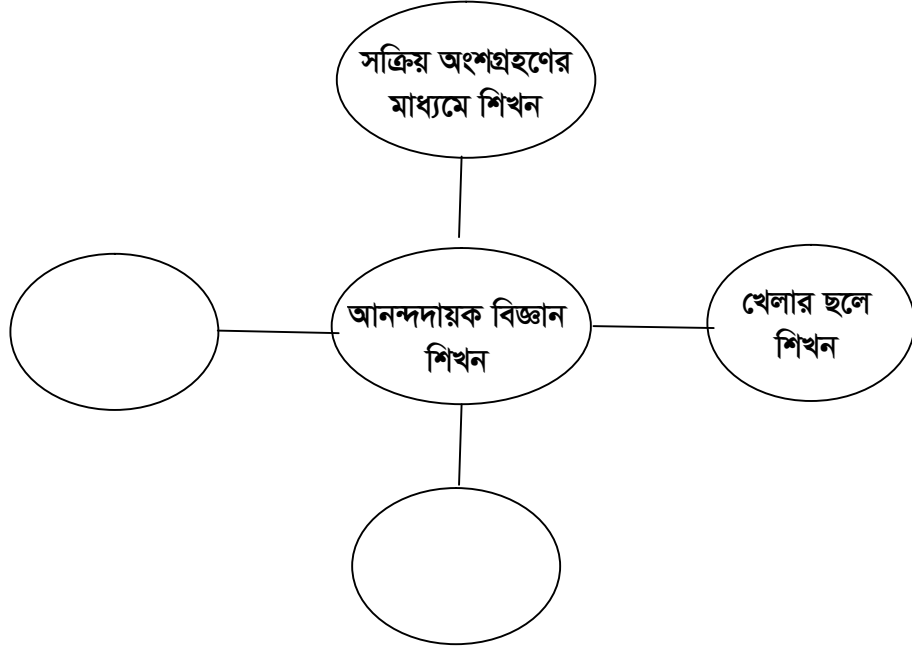 সক্রিয় অংশগ্রহণের
মাধ্যমে শিখন
আনন্দদায়ক বিজ্ঞান
শিখন
খেলার ছলে
শিখন